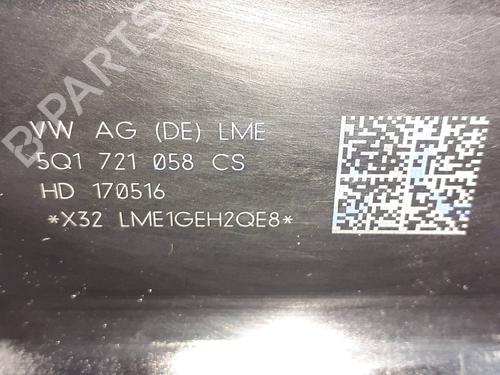 B-PARTS
VW AG (DE) LME
5Q1 721 058 CS
HD 170516
*X32 LME1GEH2QE8*